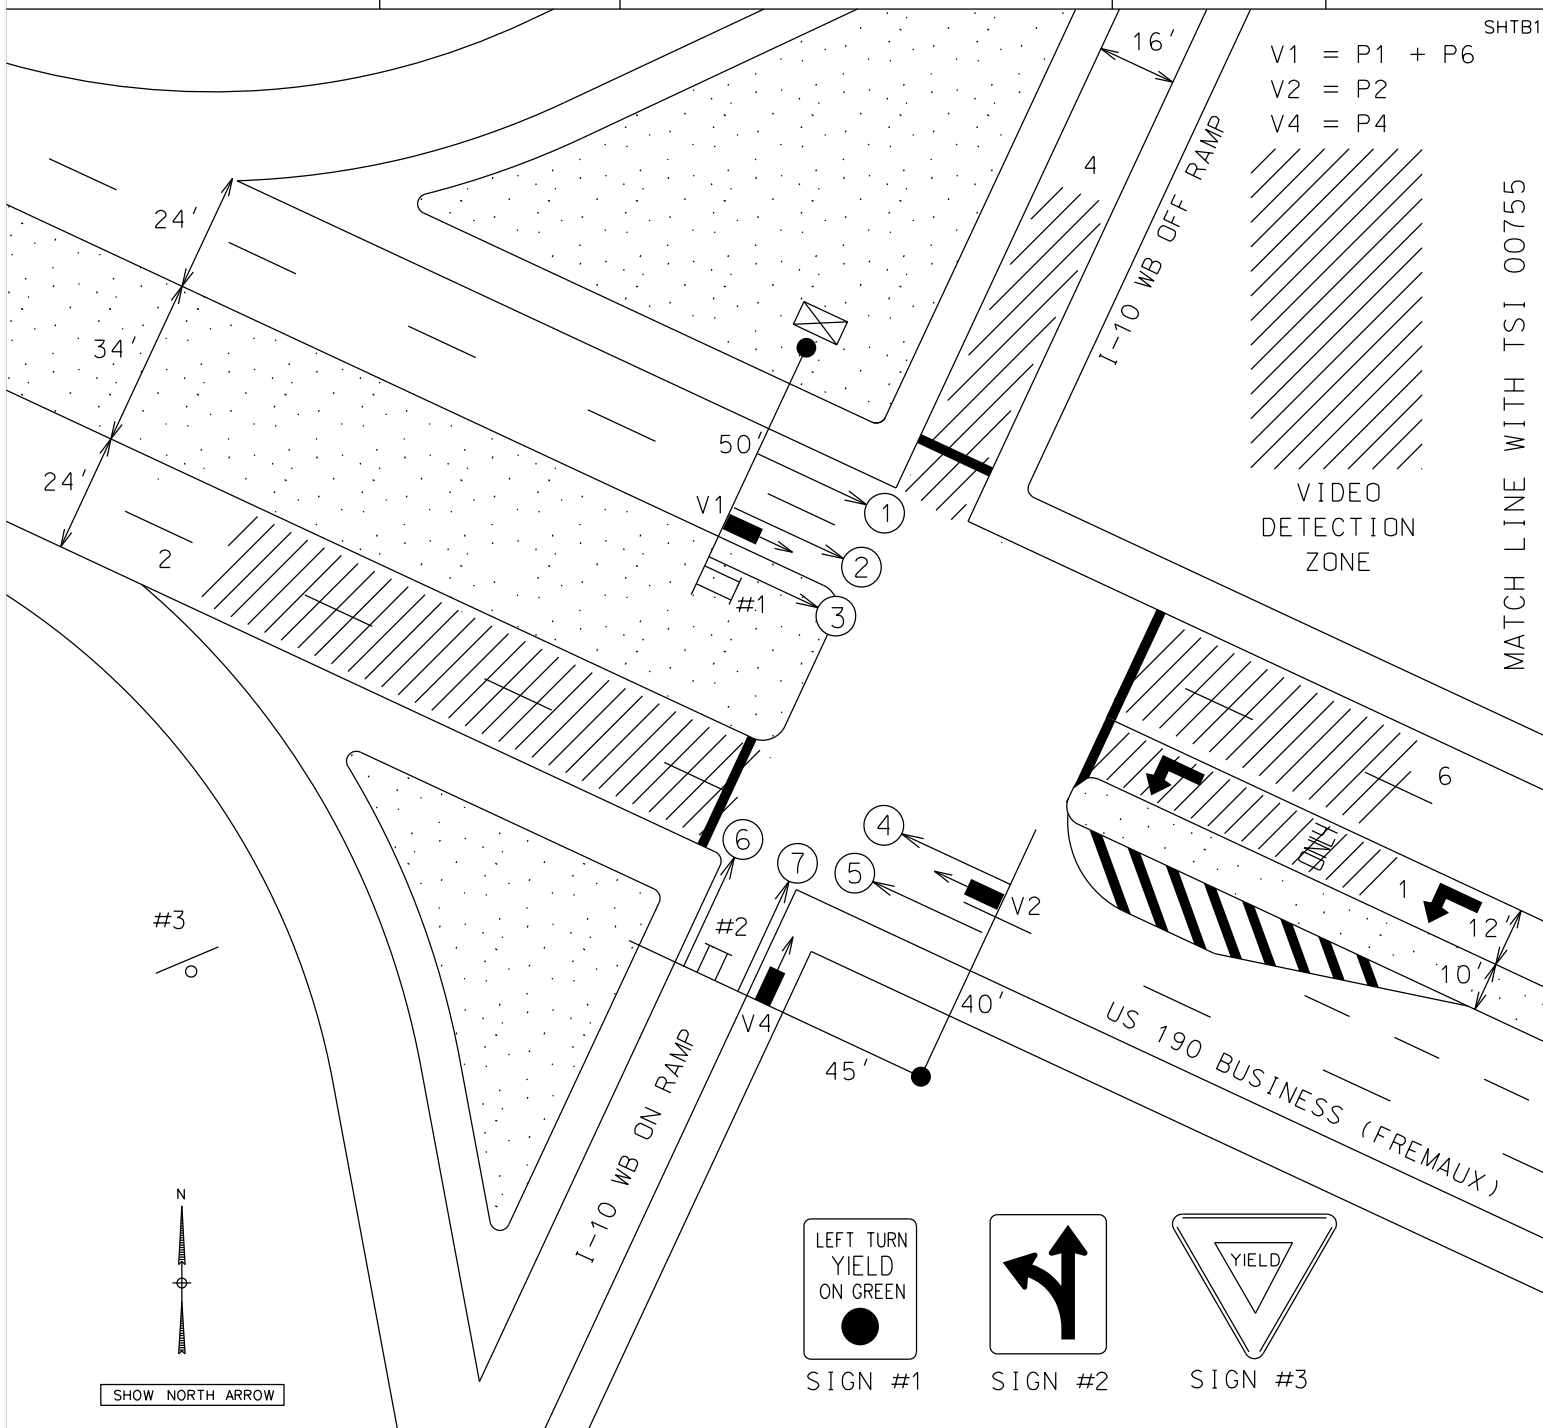 SHTB1
V1 = P1 + P6
V2 = P2
V4 = P4
16'
4
I-10 WB OFF RAMP
MATCH LINE WITH TSI 00755
24'
34'
24'
50'
V1
1
2
3
#1
2
VIDEO
DETECTION
ZONE
6
ONLY
1
12'
10'
4
5
6
7
#2
V2
V4
40'
45'
#3
US 190 BUSINESS (FREMAUX)
I-10 WB ON RAMP
N
SHOW NORTH ARROW
LEFT TURN
YIELD
ON GREEN
SIGN #1
SIGN #2
YIELD
SIGN #3